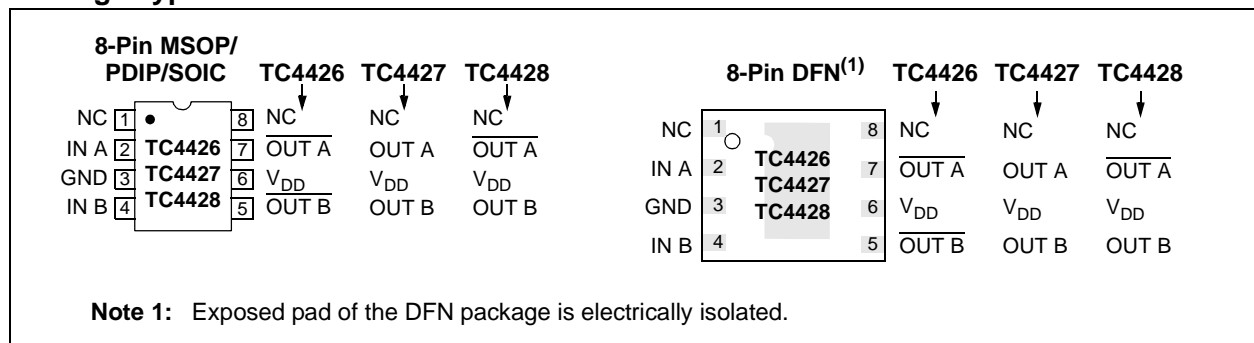 8-Pin MSOP/
PDIP/SOIC TC4426 TC4427 TC4428
NC 1 8 NC NC NC
IN A 2 TC4426 7 OUT A OUT A OUT A
GND 3 TC4427 6 VDD VDD VDD
IN B 4 TC4428 5 OUT B OUT B OUT B
8-Pin DFN(1) TC4426 TC4427 TC4428
NC 1 8 NC NC NC
IN A 2 TC4426 7 OUT A OUT A OUT A
TC4427
GND 3 TC4428 6 VDD VDD VDD
IN B 4 5 OUT B OUT B OUT B
Note 1: Exposed pad of the DFN package is electrically isolated.